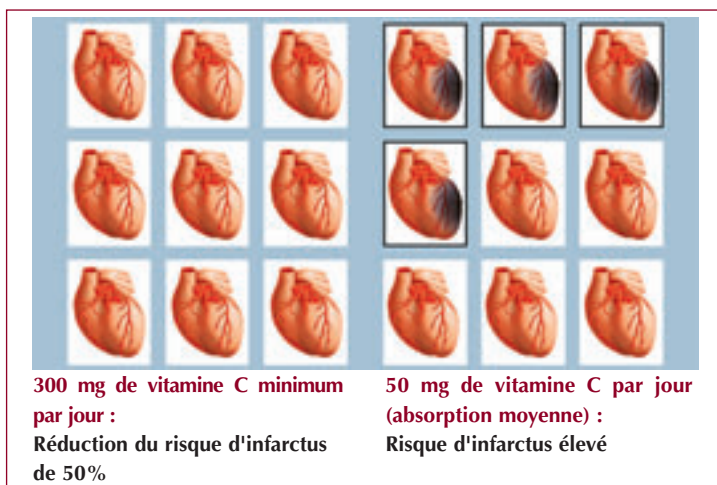 300 mg de vitamine C minimum
par jour :
Réduction du risque d'infarctus
de 50%
50 mg de vitamine C par jour
(absorption moyenne) :
Risque d'infarctus élevé